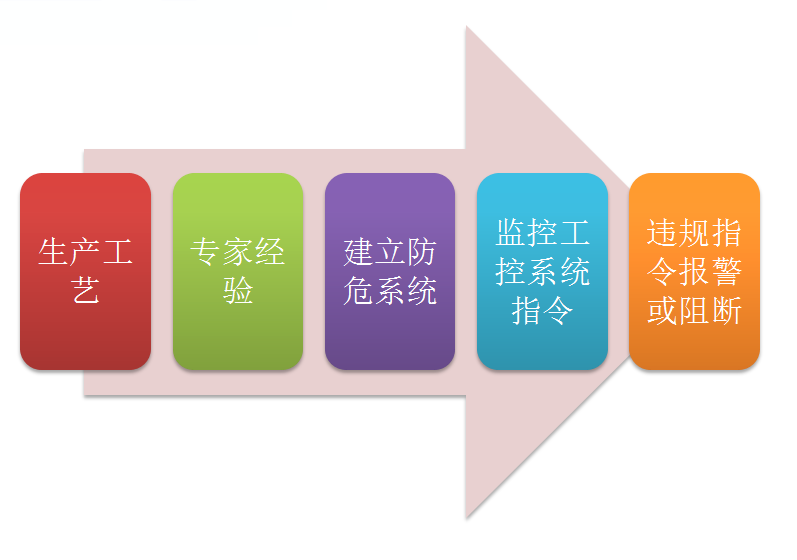 生产工
艺
专家经
验
建立防
危系统
监控工
控系统
指令
违规指
令报警
或阻断